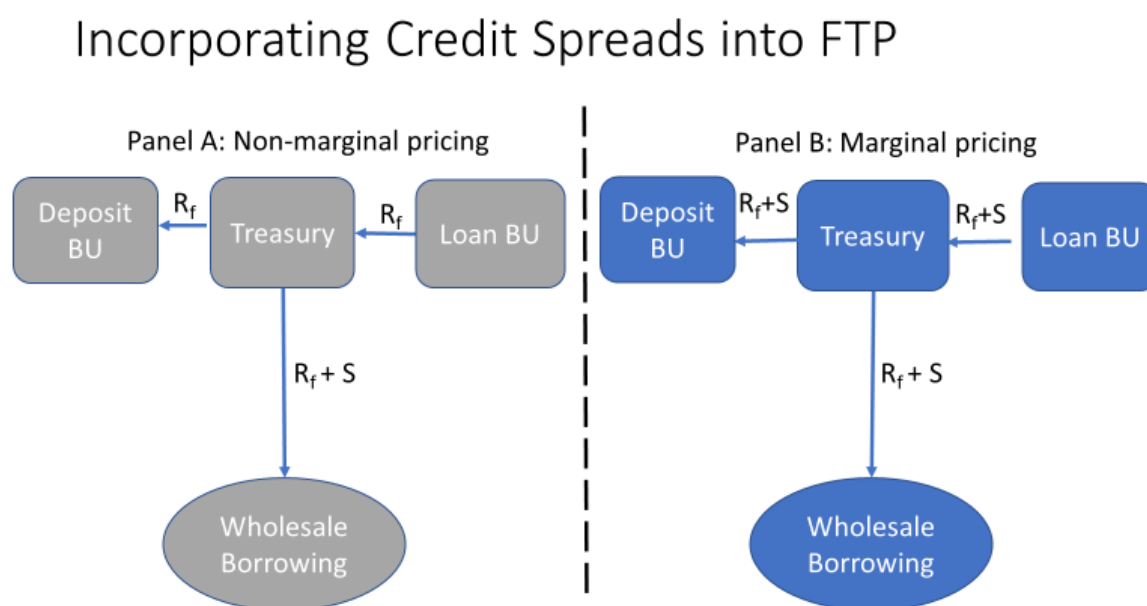 Incorporating Credit Spreads into FTP
Panel A: Non-marginal pricing
Deposit
BU
Rf
Treasury
Rf
Loan BU
Rf + S
Wholesale
Borrowing
Panel B: Marginal pricing
Deposit
BU
Rf+S
Treasury
Rf+S
Loan BU
Rf + S
Wholesale
Borrowing